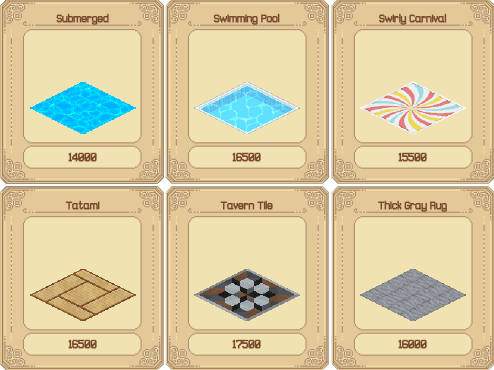 Submerged
Swimming Pool
Swirly Carnival
14000
16500
15500
Tatami
Tavern Tile
Thick Gray Rug
16500
17500
16000